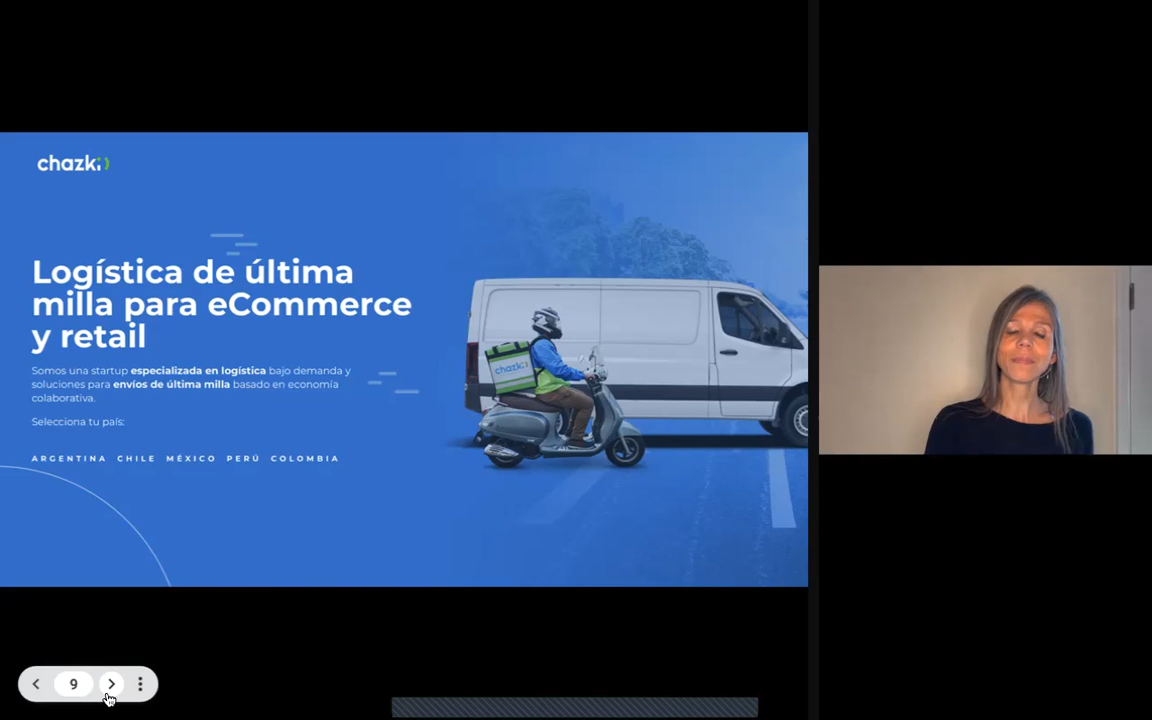 chazki
Logística de última
milla para eCommerce
y retail
Somos una startup especializada en logística bajo demanda y
soluciones para envíos de última milla basado en economía
colaborativa.
Selecciona tu país:
ARGENTINA CHILE MÉXICO PERÚ COLOMBIA
chazki
9